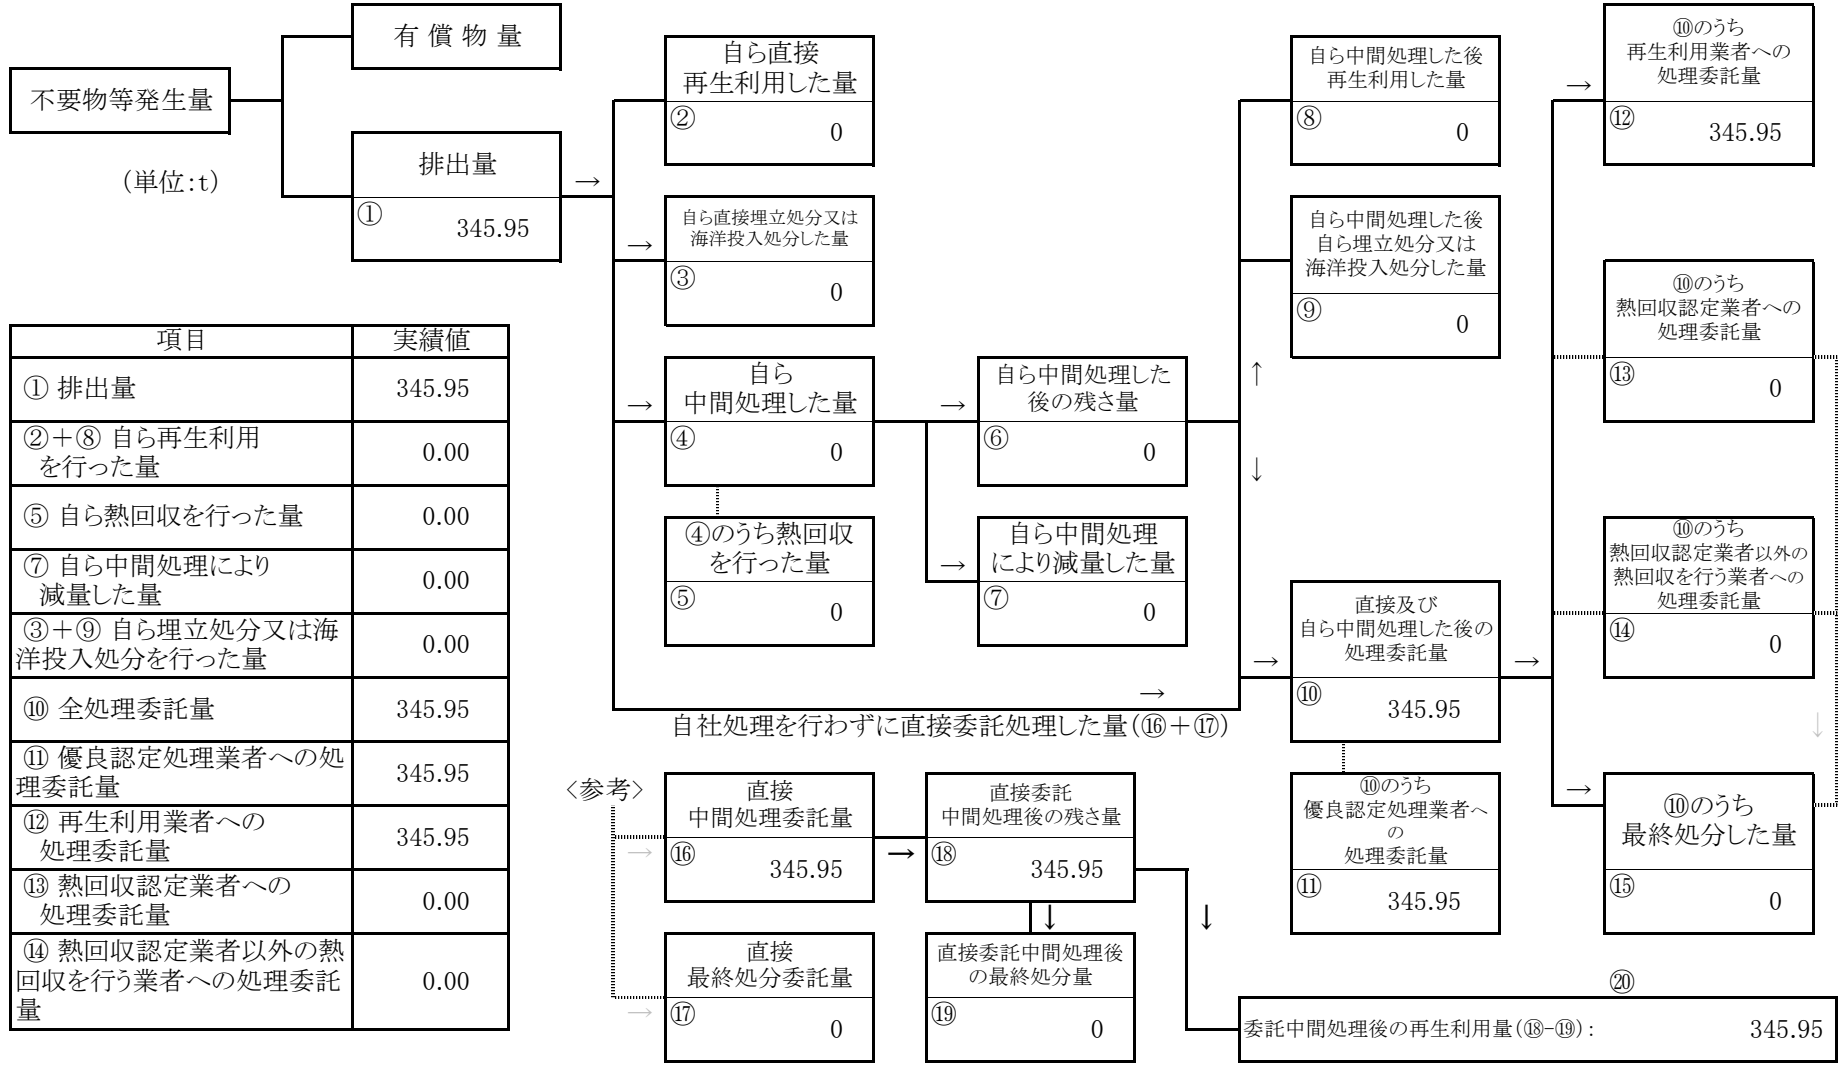 有 償 物 量
不要物等発生量
（単位:t）
排出量
①
345.95
→
自ら直接
再生利用した量
②
0
→
自ら直接埋立処分又は
海洋投入処分した量
③
0
→
自ら
中間処理した量
④
0
④のうち熱回収
を行った量
⑤
0
→
自ら中間処理した
後の残さ量
⑥
0
→
自ら中間処理
により減量した量
⑦
0
自ら中間処理した後
再生利用した量
⑧
0
自ら中間処理した後
自ら埋立処分又は
海洋投入処分した量
⑨
0
↑
↓
→
自社処理を行わずに直接委託処理した量(⑯＋⑰)
→
直接及び
自ら中間処理した後の
処理委託量
⑩
345.95
⑩のうち
優良認定処理業者へ
の
処理委託量
⑪
345.95
→
→
⑩のうち
再生利用業者への
処理委託量
⑫
345.95
⑩のうち
熱回収認定業者への
処理委託量
⑬
0
⑩のうち
熱回収認定業者以外の
熱回収を行う業者への
処理委託量
⑭
0
↓
→
⑩のうち
最終処分した量
⑮
0
項目 実績値
① 排出量 345.95
②＋⑧ 自ら再生利用
を行った量 0.00
⑤ 自ら熱回収を行った量 0.00
⑦ 自ら中間処理により
減量した量 0.00
③＋⑨ 自ら埋立処分又は海
洋投入処分を行った量 0.00
⑩ 全処理委託量 345.95
⑪ 優良認定処理業者への処
理委託量 345.95
⑫ 再生利用業者への
処理委託量 345.95
⑬ 熱回収認定業者への
処理委託量 0.00
⑭ 熱回収認定業者以外の熱
回収を行う業者への処理委託
量 0.00
〈参考〉
→
直接
中間処理委託量
⑯
345.95
→
直接委託
中間処理後の残さ量
⑱
345.95
↓
↓
→
直接
最終処分委託量
⑰
0
直接委託中間処理後
の最終処分量
⑲
0
⑳
委託中間処理後の再生利用量(⑱-⑲)： 345.95